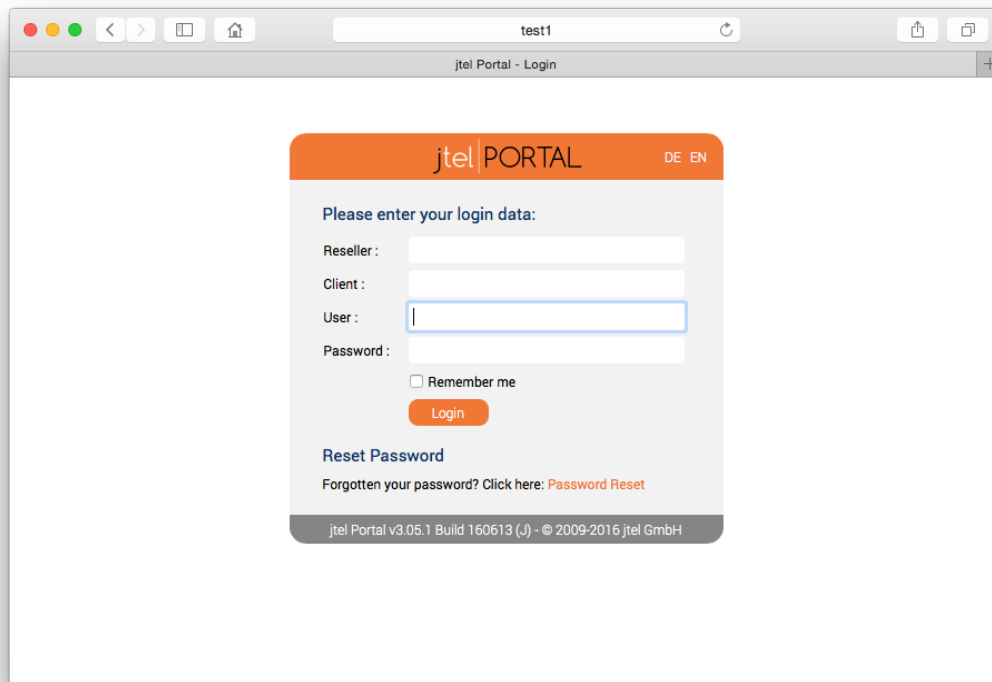 test1
jtel Portal - Login
jtel PORTAL DE EN
Please enter your login data:
Reseller :
Client :
User :
Password :
Remember me
Login
Reset Password
Forgotten your password? Click here: Password Reset
jtel Portal v3.05.1 Build 160613 (J) - © 2009-2016 jtel GmbH